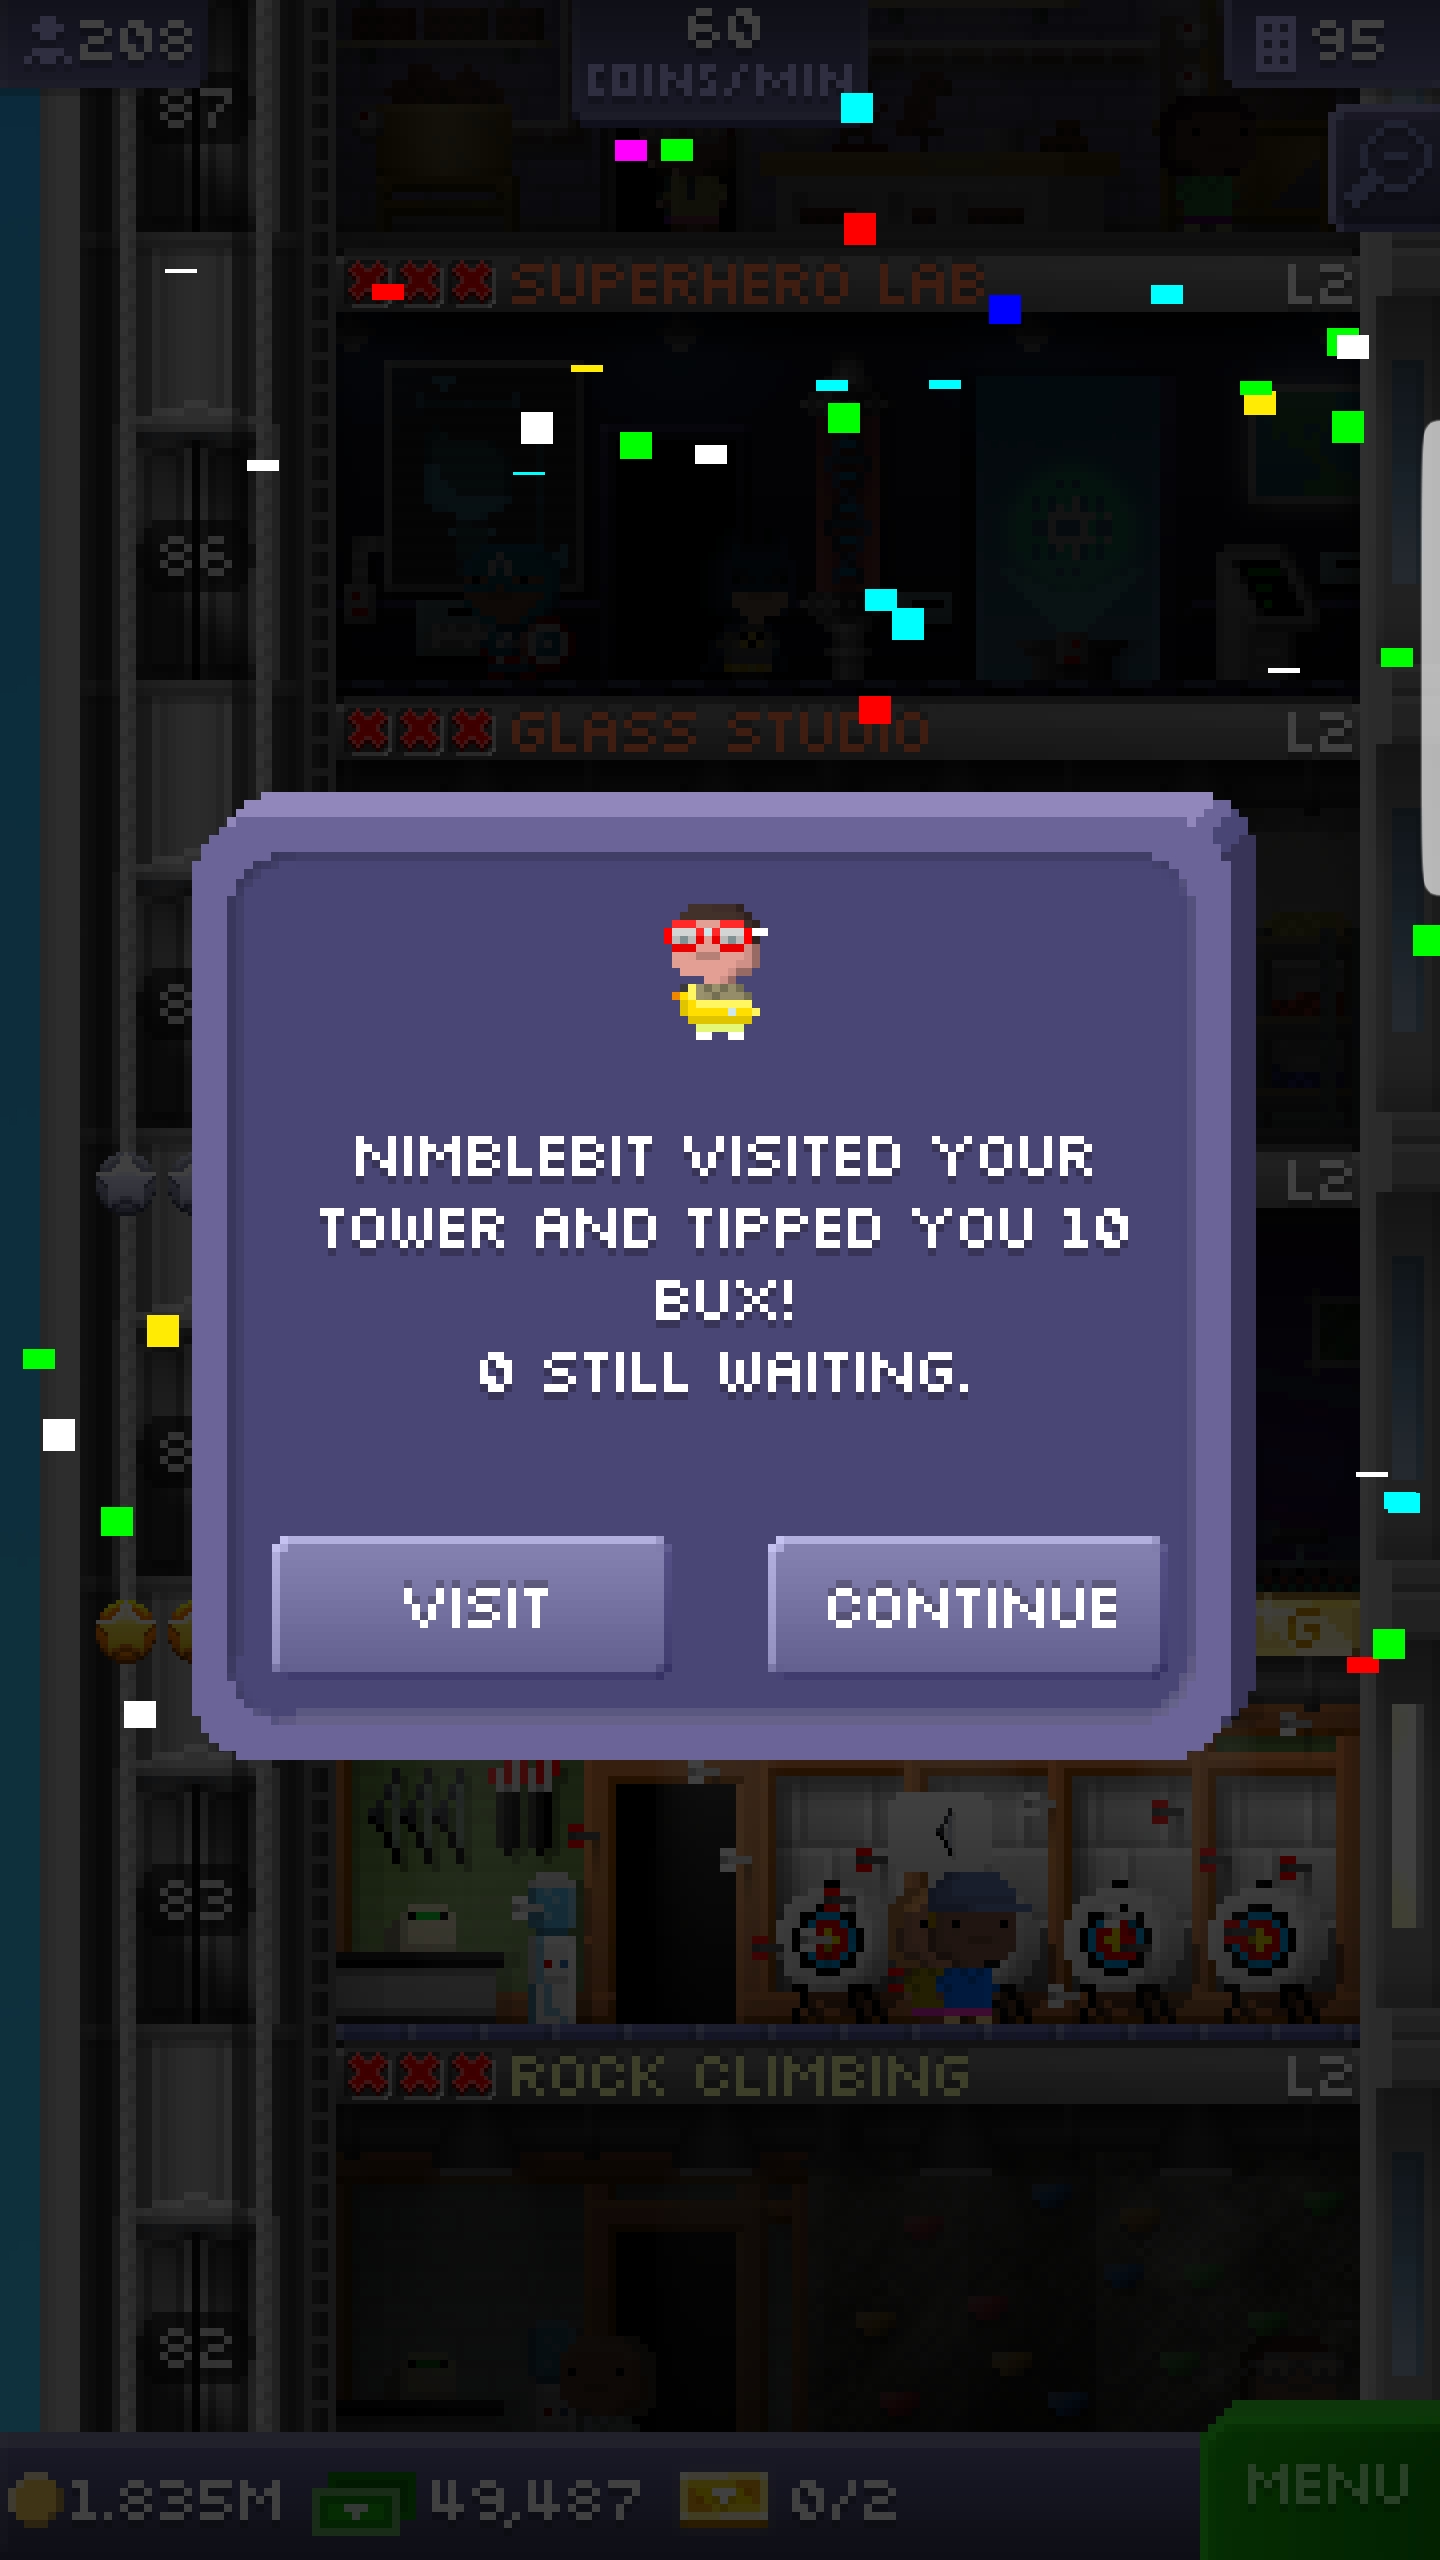 208
60
COINS/MIN
95
87
SUPERHERO LAB L2
86
GLASS STUDIO L2
NIMBLEBIT VISITED YOUR
TOWER AND TIPPED YOU 10
BUX!
0 STILL WAITING.
L2
VISIT CONTINUE
G
83
ROCK CLIMBING L2
82
1.835M 49,487 0/2
MENU